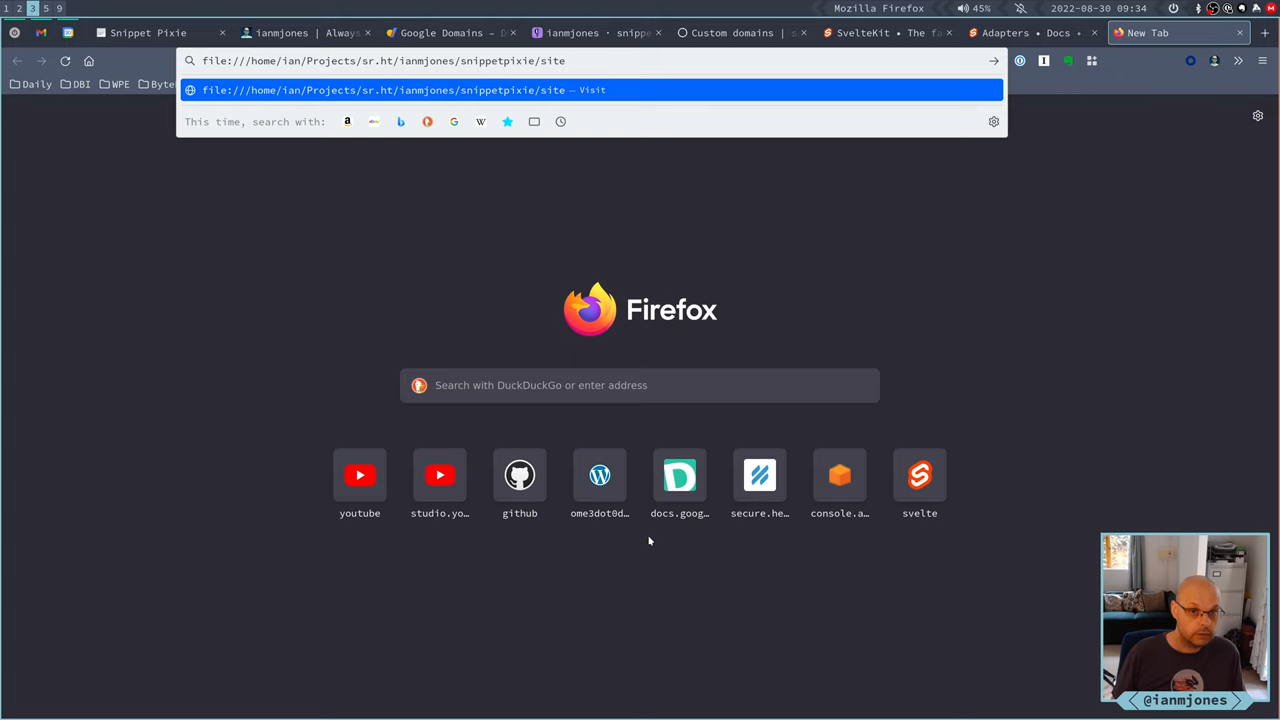 1 2 3 5 9
Mozilla Firefox
45%
2022-08-30 09:34
Snippet Pixie
ianmjones | Always
Google Domains – D
ianmjones · snippe
Custom domains | s
SvelteKit • The fa
Adapters • Docs •
New Tab
file:///home/ian/Projects/sr.ht/ianmjones/snippetpixie/site
Daily
DBI
WPE
Byte
file:///home/ian/Projects/sr.ht/ianmjones/snippetpixie/site — Visit
This time, search with:
Firefox
Search with DuckDuckGo or enter address
youtube
studio.yo…
github
ome3dot0d…
docs.goog…
secure.he…
console.a…
svelte
@ianmjones